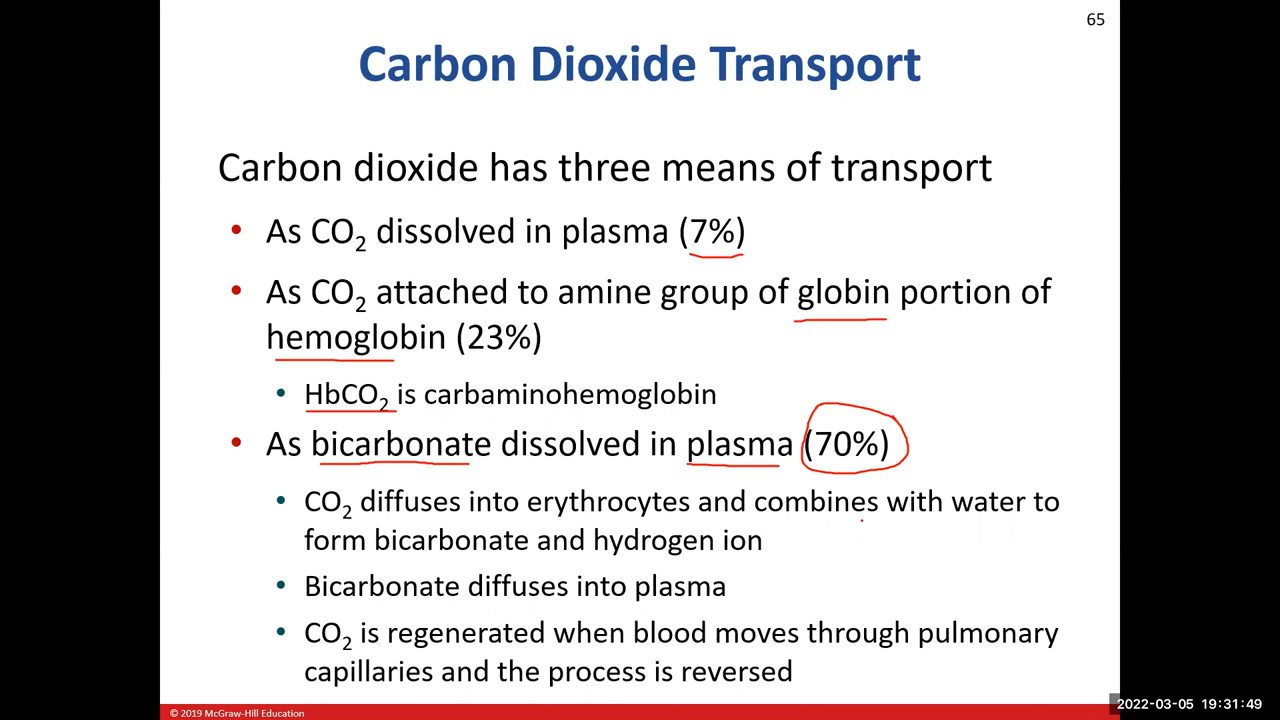 65
Carbon Dioxide Transport
Carbon dioxide has three means of transport
• As CO₂ dissolved in plasma (7%)
• As CO₂ attached to amine group of globin portion of
hemoglobin (23%)
• HbCO₂ is carbaminohemoglobin
• As bicarbonate dissolved in plasma (70%)
• CO₂ diffuses into erythrocytes and combines with water to
form bicarbonate and hydrogen ion
• Bicarbonate diffuses into plasma
• CO₂ is regenerated when blood moves through pulmonary
capillaries and the process is reversed
© 2019 McGraw-Hill Education
2022-03-05 19:31:49